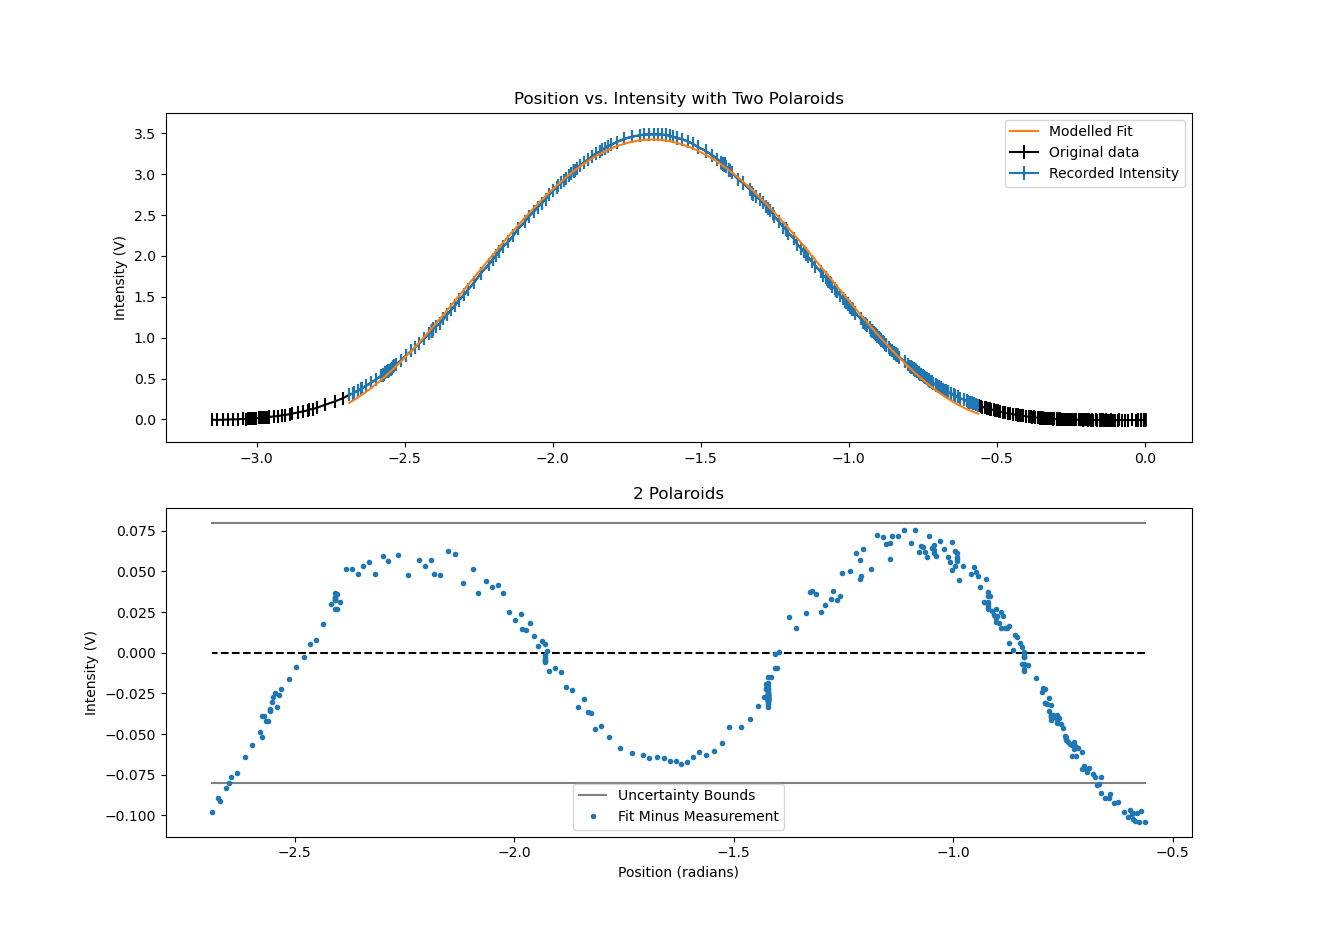 Position vs. Intensity with Two Polaroids
Intensity (V)
3.5
3.0
2.5
2.0
1.5
1.0
0.5
0.0
Modelled Fit
Original data
Recorded Intensity
−3.0 −2.5 −2.0 −1.5 −1.0 −0.5 0.0
2 Polaroids
Intensity (V)
0.075
0.050
0.025
0.000
−0.025
−0.050
−0.075
−0.100
Uncertainty Bounds
Fit Minus Measurement
−2.5 −2.0 −1.5 −1.0 −0.5
Position (radians)